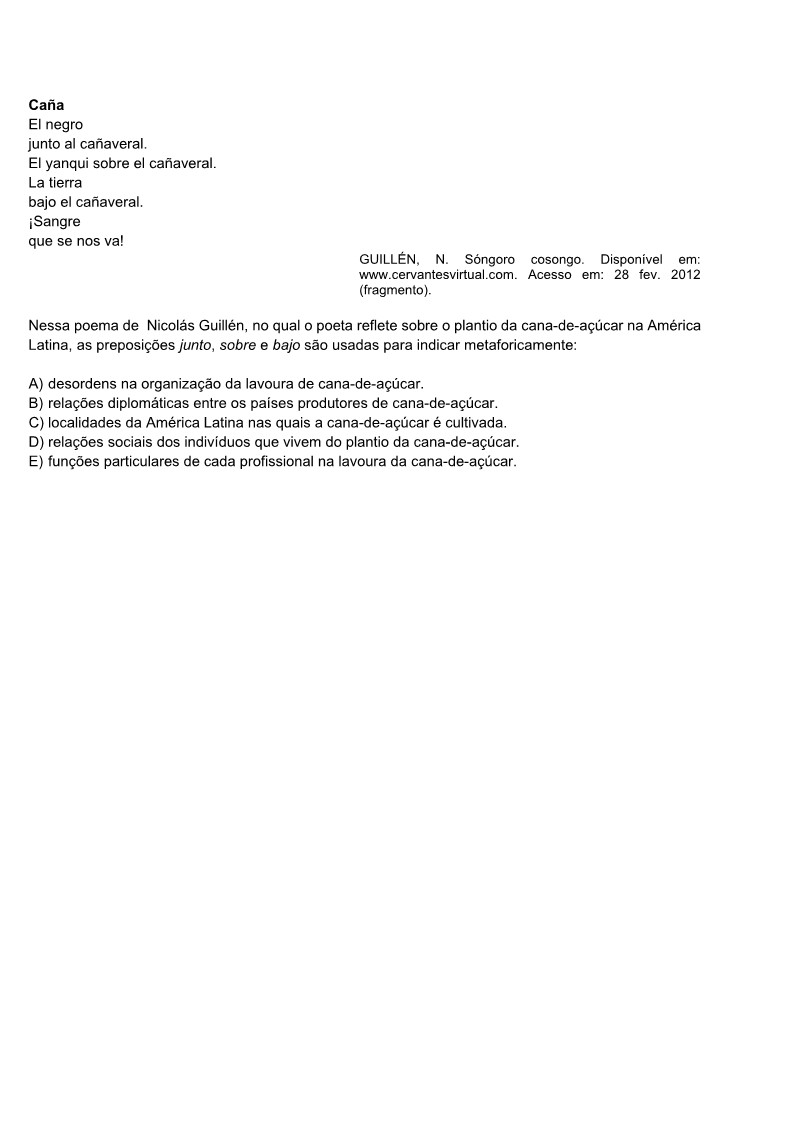 Caña
El negro
junto al cañaveral.
El yanqui sobre el cañaveral.
La tierra
bajo el cañaveral.
¡Sangre
que se nos va!
GUILLÉN, N. Sóngoro cosongo. Disponível em:
www.cervantesvirtual.com. Acesso em: 28 fev. 2012
(fragmento).
Nessa poema de Nicolás Guillén, no qual o poeta reflete sobre o plantio da cana-de-açúcar na América
Latina, as preposições junto, sobre e bajo são usadas para indicar metaforicamente:
A) desordens na organização da lavoura de cana-de-açúcar.
B) relações diplomáticas entre os países produtores de cana-de-açúcar.
C) localidades da América Latina nas quais a cana-de-açúcar é cultivada.
D) relações sociais dos indivíduos que vivem do plantio da cana-de-açúcar.
E) funções particulares de cada profissional na lavoura da cana-de-açúcar.